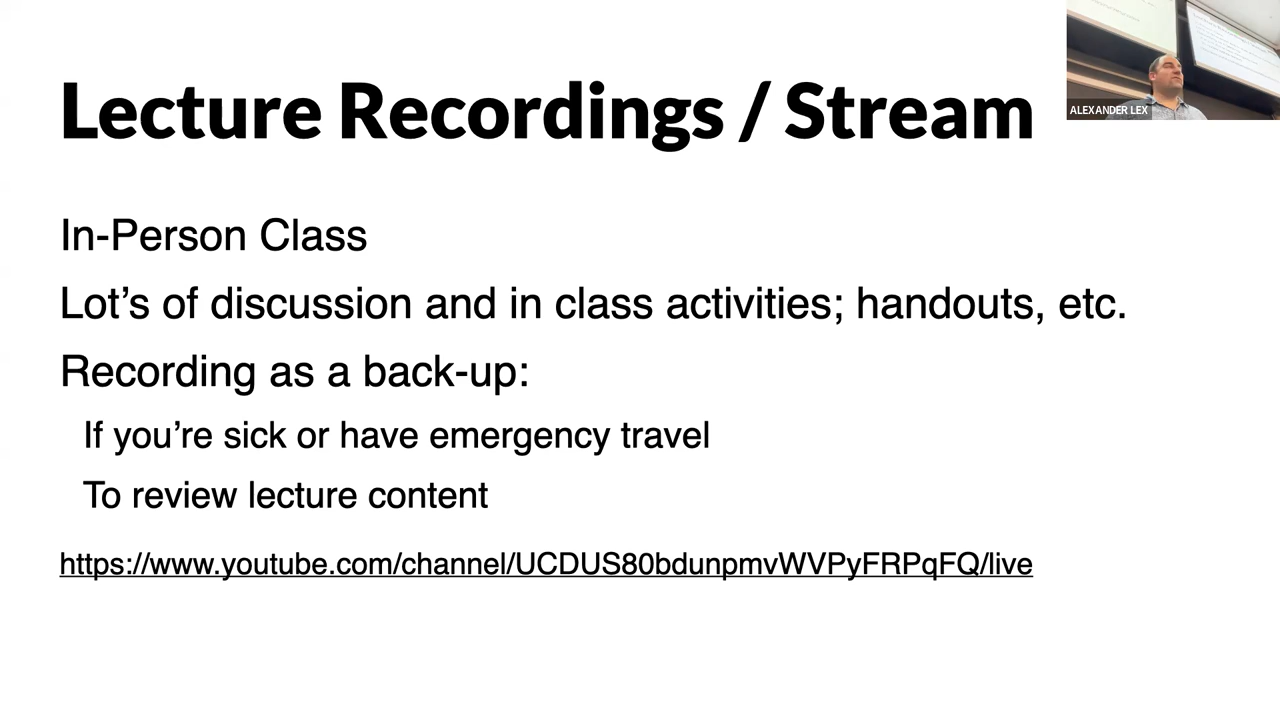 Lecture Recordings / Stream
ALEXANDER LEX
In-Person Class
Lot’s of discussion and in class activities; handouts, etc.
Recording as a back-up:
If you’re sick or have emergency travel
To review lecture content
https://www.youtube.com/channel/UCDUS80bdunpmvWVPyFRPqFQ/live